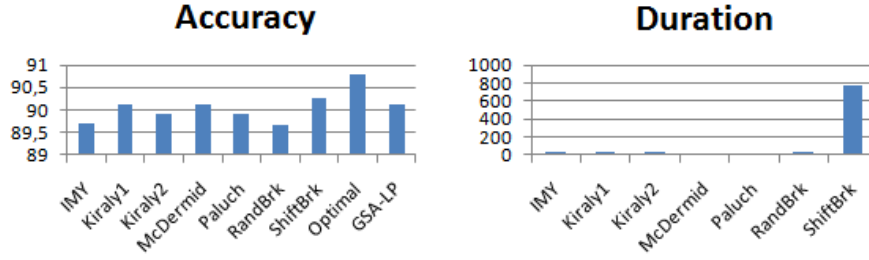 Accuracy
91
90,5
90
89,5
89
IMY
Kiraly1
Kiraly2
McDermid
Paluch
RandBrk
ShiftBrk
Optimal
GSA-LP
Duration
1000
800
600
400
200
0
IMY
Kiraly1
Kiraly2
McDermid
Paluch
RandBrk
ShiftBrk